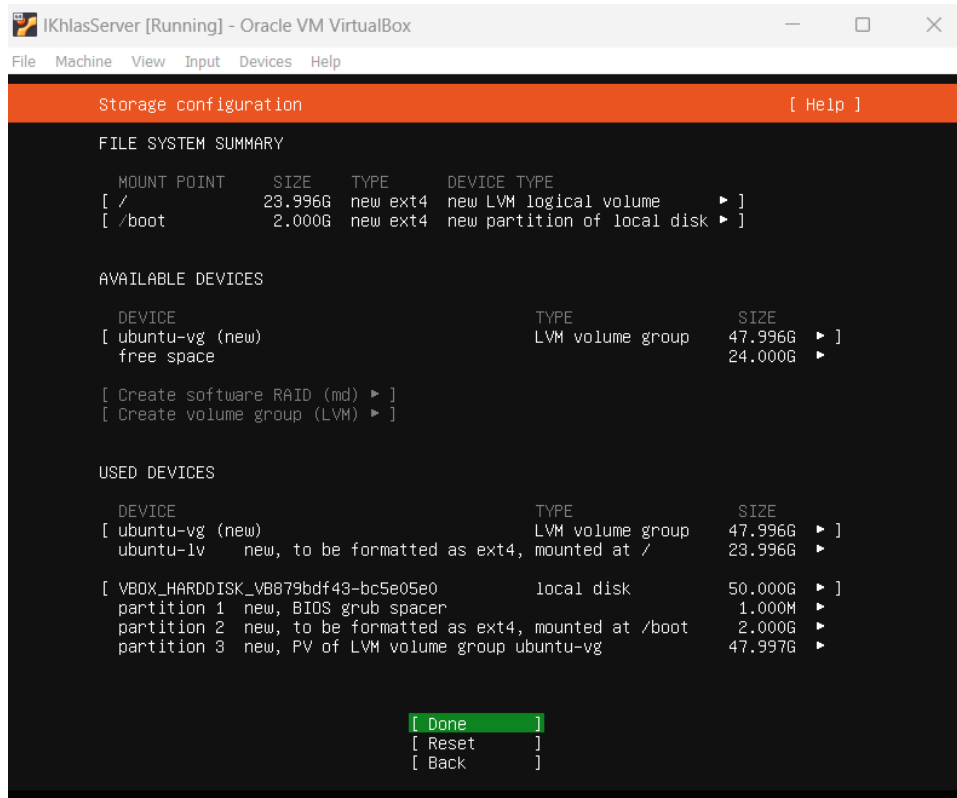 IKhlasServer [Running] - Oracle VM VirtualBox
File Machine View Input Devices Help
Storage configuration [ Help ]
FILE SYSTEM SUMMARY
MOUNT POINT SIZE TYPE DEVICE TYPE
[ / 23.996G new ext4 new LVM logical volume ▸ ]
[ /boot 2.000G new ext4 new partition of local disk ▸ ]
AVAILABLE DEVICES
DEVICE TYPE SIZE
[ ubuntu-vg (new) LVM volume group 47.996G ▸ ]
free space 24.000G ▸
[ Create software RAID (md) ▸ ]
[ Create volume group (LVM) ▸ ]
USED DEVICES
DEVICE TYPE SIZE
[ ubuntu-vg (new) LVM volume group 47.996G ▸ ]
ubuntu-lv new, to be formatted as ext4, mounted at / 23.996G ▸
[ VBOX_HARDDISK_VB879bdf43-bc5e05e0 local disk 50.000G ▸ ]
partition 1 new, BIOS grub spacer 1.000M ▸
partition 2 new, to be formatted as ext4, mounted at /boot 2.000G ▸
partition 3 new, PV of LVM volume group ubuntu-vg 47.997G ▸
[ Done ]
[ Reset ]
[ Back ]